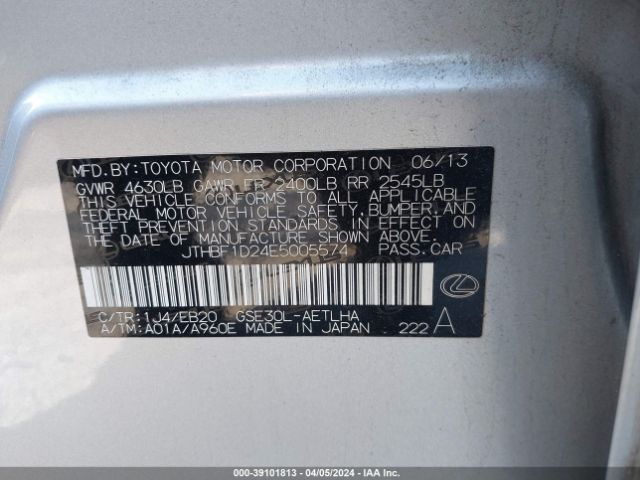 MFD.BY:TOYOTA MOTOR CORPORATION 06/13
GVWR 4630LB GAWR FR 2400LB RR 2545LB
THIS VEHICLE CONFORMS TO ALL APPLICABLE
FEDERAL MOTOR VEHICLE SAFETY, BUMPER, AND
THEFT PREVENTION STANDARDS IN EFFECT ON
THE DATE OF MANUFACTURE SHOWN ABOVE.
JTHBF1D24E5005574 PASS.CAR
C/TR:1J4/EB20 GSE30L-AETLHA
A/TM:A01A/A960E MADE IN JAPAN 222 A
000-39101813 - 04/05/2024 - IAA Inc.